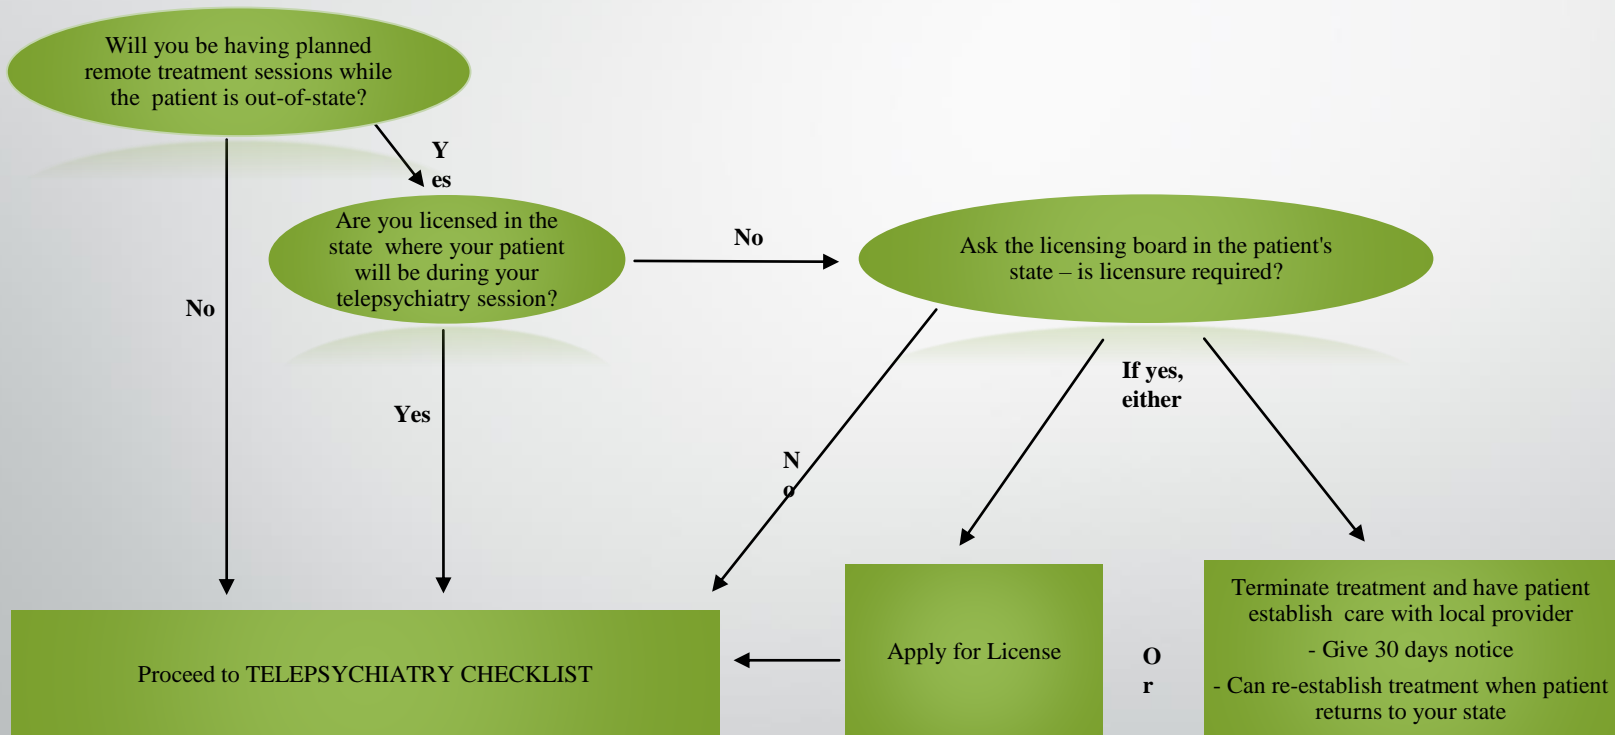 Will you be having planned
remote treatment sessions while
the patient is out-of-state?
Y
es
Are you licensed in the
state where your patient
will be during your
telepsychiatry session?
No
Ask the licensing board in the patient's
state – is licensure required?
No
Yes
If yes,
either
N
o
Proceed to TELEPSYCHIATRY CHECKLIST
Apply for License
O
r
Terminate treatment and have patient
establish care with local provider
- Give 30 days notice
- Can re-establish treatment when patient
returns to your state